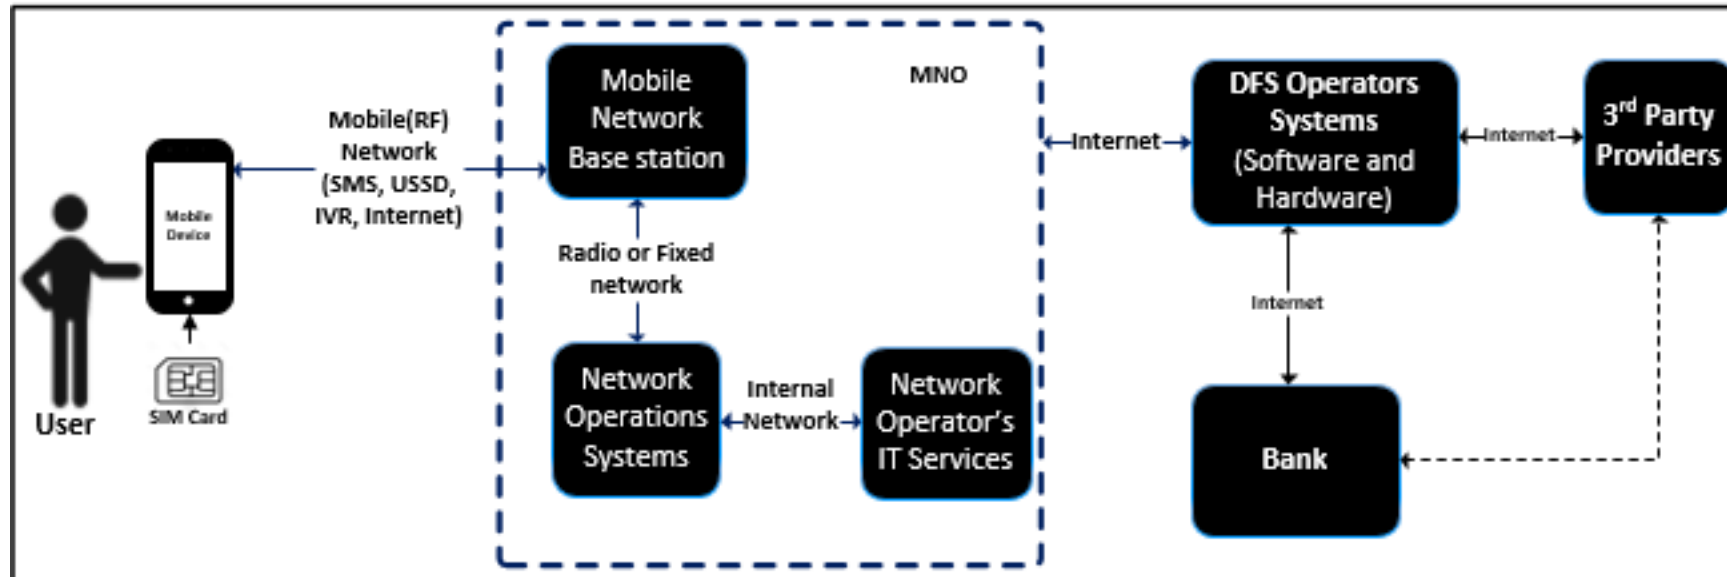 Mobile(RF)
Network
(SMS, USSD,
IVR, Internet)
Mobile
Device
SIM Card
User
MNO
Mobile
Network
Base station
Radio or Fixed
network
Network
Operations
Systems
Internal
Network
Network
Operator's
IT Services
Internet
DFS Operators
Systems
(Software and
Hardware)
Internet
3rd Party
Providers
Internet
Bank